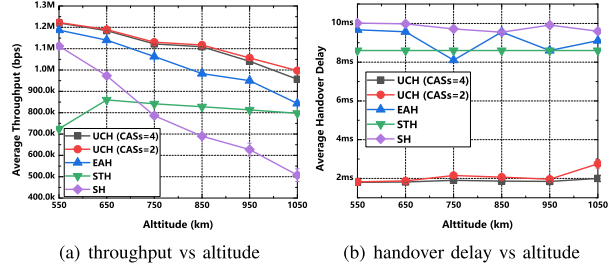 1.3M
1.2M
1.1M
1.0M
900.0k
800.0k
700.0k
600.0k
500.0k
400.0k
Average Throughput (bps)
UCH (CASs=4)
UCH (CASs=2)
EAH
STH
SH
550 650 750 850 950 1050
Alttitude (km)
(a) throughput vs altitude
10ms
8ms
6ms
4ms
2ms
Average Handover Delay
UCH (CASs=4)
UCH (CASs=2)
EAH
STH
SH
550 650 750 850 950 1050
Alttitude (km)
(b) handover delay vs altitude